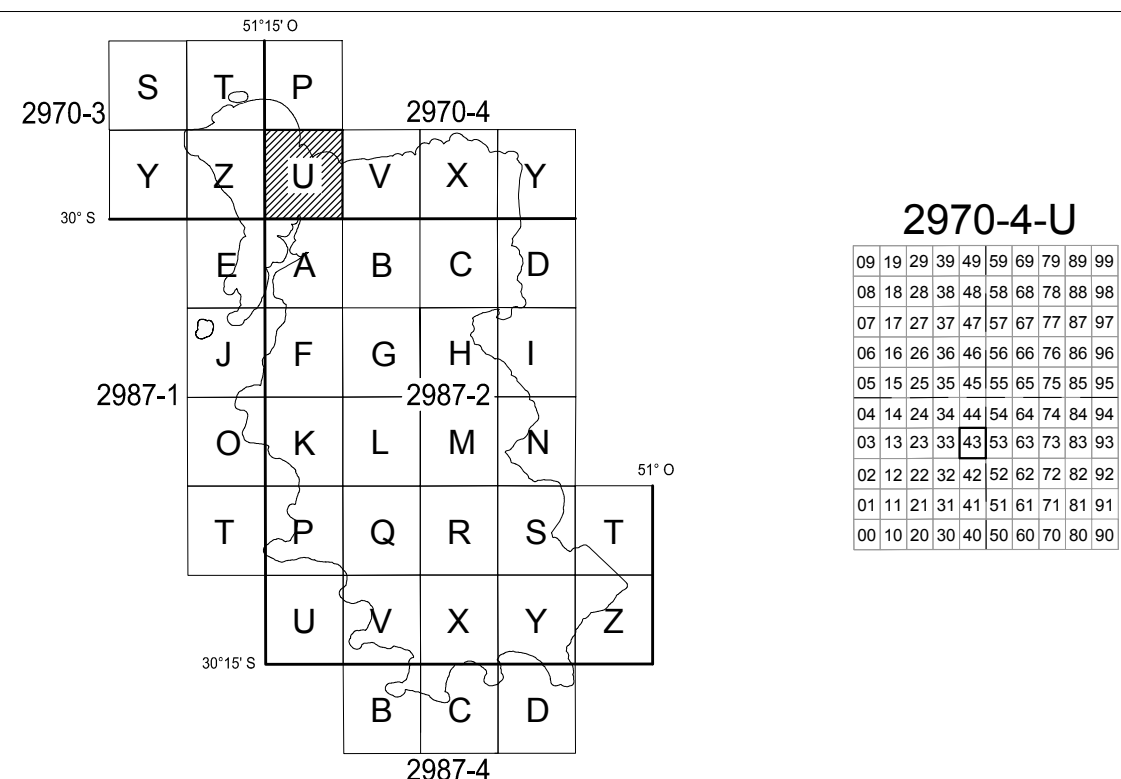 51°15' O
S T P
2970-3 2970-4
Y Z U V X Y
30° S
E A B C D
J F G H I
2987-1 2987-2
O K L M N
51° O
T P Q R S T
U V X Y Z
30°15' S
B C D
2987-4
2970-4-U
09 19 29 39 49 59 69 79 89 99
08 18 28 38 48 58 68 78 88 98
07 17 27 37 47 57 67 77 87 97
06 16 26 36 46 56 66 76 86 96
05 15 25 35 45 55 65 75 85 95
04 14 24 34 44 54 64 74 84 94
03 13 23 33 43 53 63 73 83 93
02 12 22 32 42 52 62 72 82 92
01 11 21 31 41 51 61 71 81 91
00 10 20 30 40 50 60 70 80 90